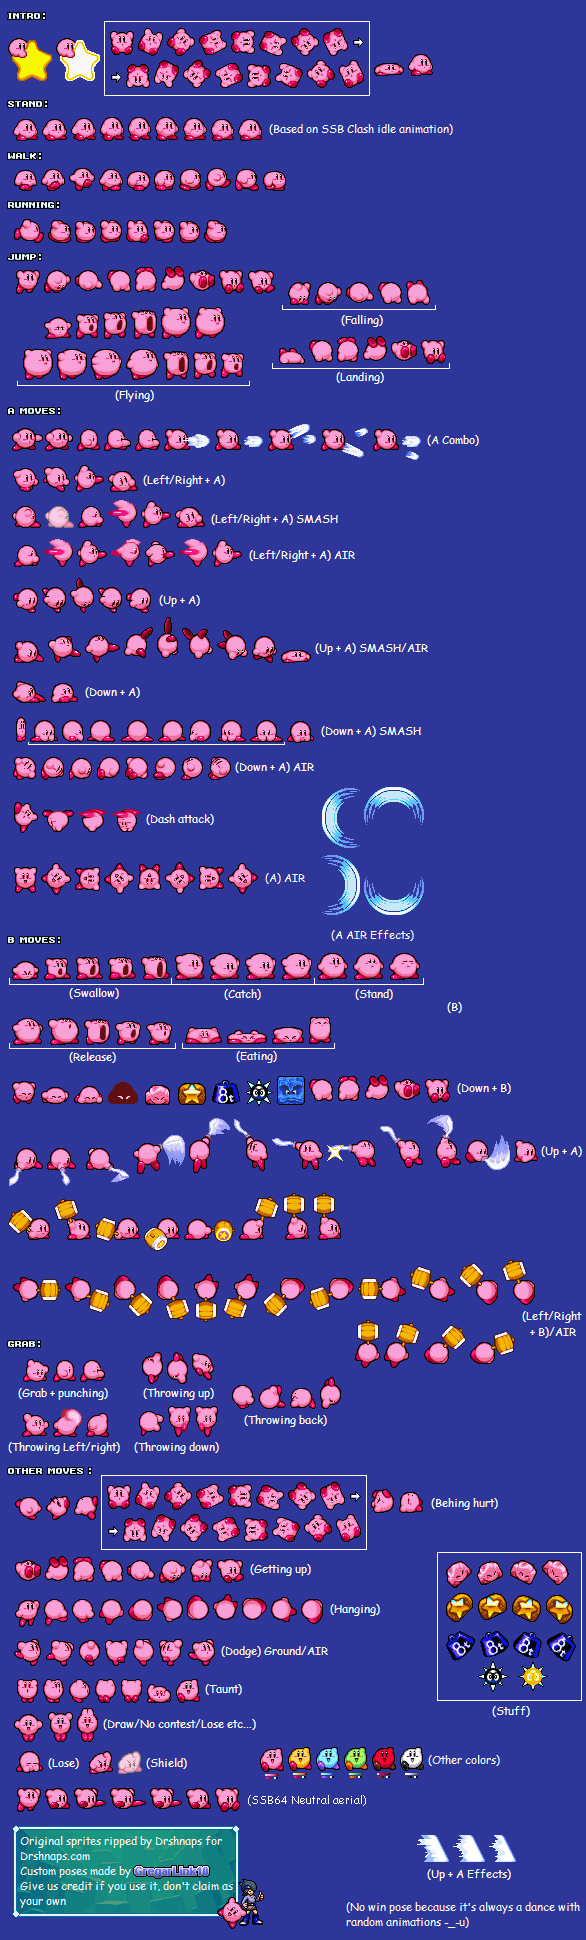 INTRO:
STAND:
(Based on SSB Clash idle animation)
WALK:
RUNNING:
JUMP:
(Falling)
(Landing)
(Flying)
A MOVES:
(A Combo)
(Left/Right + A)
(Left/Right + A) SMASH
(Left/Right + A) AIR
(Up + A)
(Up + A) SMASH/AIR
(Down + A)
(Down + A) SMASH
(Down + A) AIR
(Dash attack)
(A) AIR
(A AIR Effects)
B MOVES:
(Swallow)
(Catch)
(Stand)
(B)
(Release)
(Eating)
8t
(Down + B)
(Up + A)
(Left/Right
+ B)/AIR
GRAB:
(Grab + punching)
(Throwing up)
(Throwing back)
(Throwing Left/right)
(Throwing down)
OTHER MOVES:
(Behing hurt)
(Getting up)
(Hanging)
(Dodge) Ground/AIR
(Taunt)
8t 8t 8t 8t
(Stuff)
(Draw/No contest/Lose etc...)
(Lose)
(Shield)
(Other colors)
(SSB64 Neutral aerial)
Original sprites ripped by Drshnaps for
Drshnaps.com
Custom poses made by GregarLink10
Give us credit if you use it, don't claim as
your own
(Up + A Effects)
(No win pose because it's always a dance with
random animations -_-u)